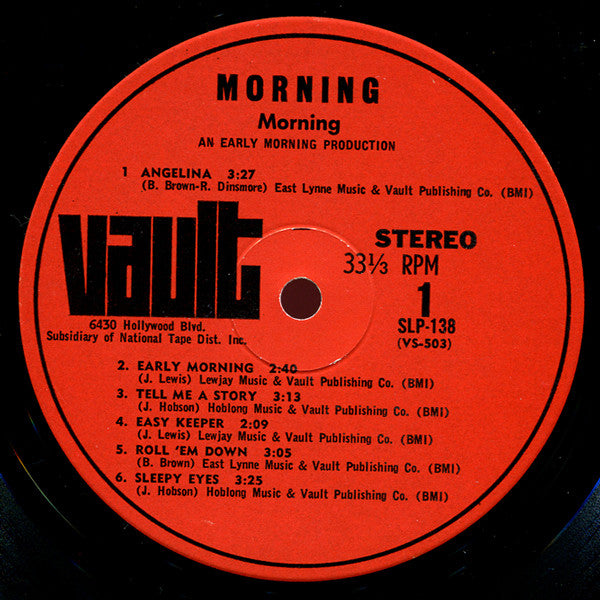 MORNING
Morning
AN EARLY MORNING PRODUCTION
1 ANGELINA 3:27
(B. Brown-R. Dinsmore) East Lynne Music & Vault Publishing Co. (BMI)
vault
STEREO
33⅓ RPM
1
6430 Hollywood Blvd.
SLP-138
Subsidiary of National Tape Dist. Inc.
(VS-503)
2. EARLY MORNING 2:40
(J. Lewis) Lewjay Music & Vault Publishing Co. (BMI)
3. TELL ME A STORY 3:13
(J. Hobson) Hoblong Music & Vault Publishing Co. (BMI)
4. EASY KEEPER 2:09
(J. Lewis) Lewjay Music & Vault Publishing Co. (BMI)
5. ROLL 'EM DOWN 3:05
(B. Brown) East Lynne Music & Vault Publishing Co. (BMI)
6. SLEEPY EYES 3:25
(J. Hobson) Hoblong Music & Vault Publishing Co. (BMI)